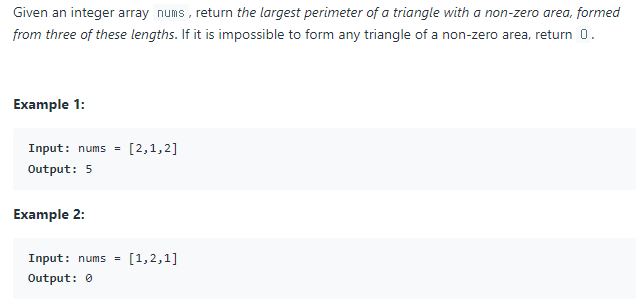 Given an integer array nums, return the largest perimeter of a triangle with a non-zero area, formed
from three of these lengths. If it is impossible to form any triangle of a non-zero area, return 0.
Example 1:
Input: nums = [2,1,2]
Output: 5
Example 2:
Input: nums = [1,2,1]
Output: 0